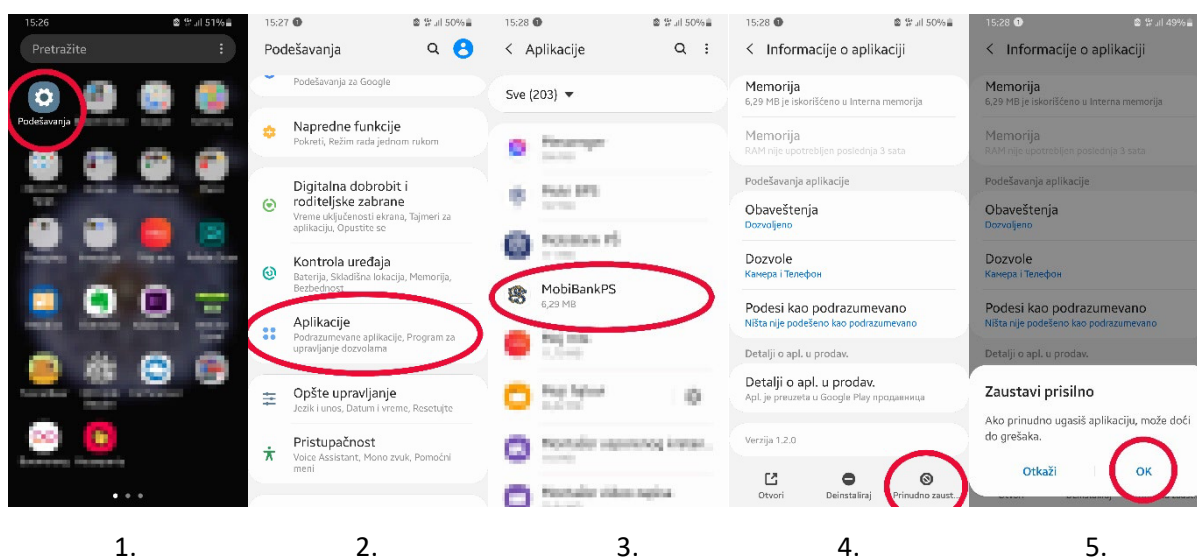 15:26
51%
Pretražite
Podešavanja
15:27
50%
Podešavanja
Podešavanja za Google
Napredne funkcije
Pokreti, Režim rada jednom rukom
Digitalna dobrobit i
roditeljske zabrane
Vreme uključenosti ekrana, Tajmeri za
aplikaciju, Opustite se
Kontrola uređaja
Baterija, Skladišna lokacija, Memorija,
Bezbednost
Aplikacije
Podrazumevane aplikacije, Program za
upravljanje dozvolama
Opšte upravljanje
Jezik i unos, Datum i vreme, Resetujte
Pristupačnost
Voice Assistant, Mono zvuk, Pomoćni
meni
15:28
50%
Aplikacije
Sve (203)
MobiBankPS
6,29 MB
15:28
50%
Informacije o aplikaciji
Memorija
6,29 MB je iskorišćeno u Interna memorija
Memorija
RAM nije upotrebljen poslednja 3 sata
Podešavanja aplikacije
Obaveštenja
Dozvoljeno
Dozvole
Камера i Телефон
Podesi kao podrazumevano
Ništa nije podešeno kao podrazumevano
Detalji o apl. u prodav.
Detalji o apl. u prodav.
Apl. je preuzeta u Google Play продавница
Verzija 1.2.0
Otvori
Deinstaliraj
Prinudno zaust...
15:28
49%
Informacije o aplikaciji
Memorija
6,29 MB je iskorišćeno u Interna memorija
Memorija
RAM nije upotrebljen poslednja 3 sata
Podešavanja aplikacije
Obaveštenja
Dozvoljeno
Dozvole
Камера i Телефон
Podesi kao podrazumevano
Ništa nije podešeno kao podrazumevano
Detalji o apl. u prodav.
Zaustavi prisilno
Ako prinudno ugasiš aplikaciju, može doći
do grešaka.
Otkaži
OK
1.
2.
3.
4.
5.